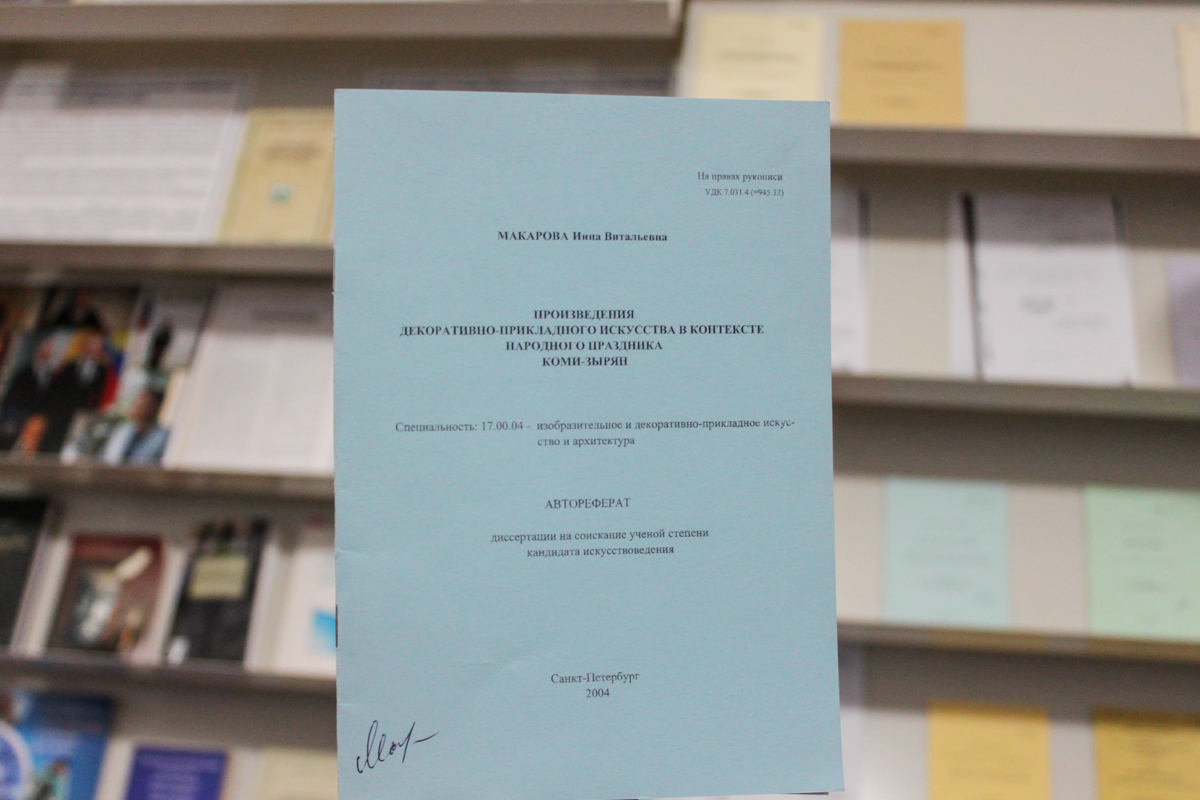 На правах рукописи
УДК 7.031.4 (=945.32)
МАКАРОВА Инна Витальевна
ПРОИЗВЕДЕНИЯ
ДЕКОРАТИВНО-ПРИКЛАДНОГО ИСКУССТВА В КОНТЕКСТЕ
НАРОДНОГО ПРАЗДНИКА
КОМИ-ЗЫРЯН
Специальность: 17.00.04 - изобразительное и декоративно-прикладное искус-
ство и архитектура
АВТОРЕФЕРАТ
диссертации на соискание ученой степени
кандидата искусствоведения
Санкт-Петербург
2004